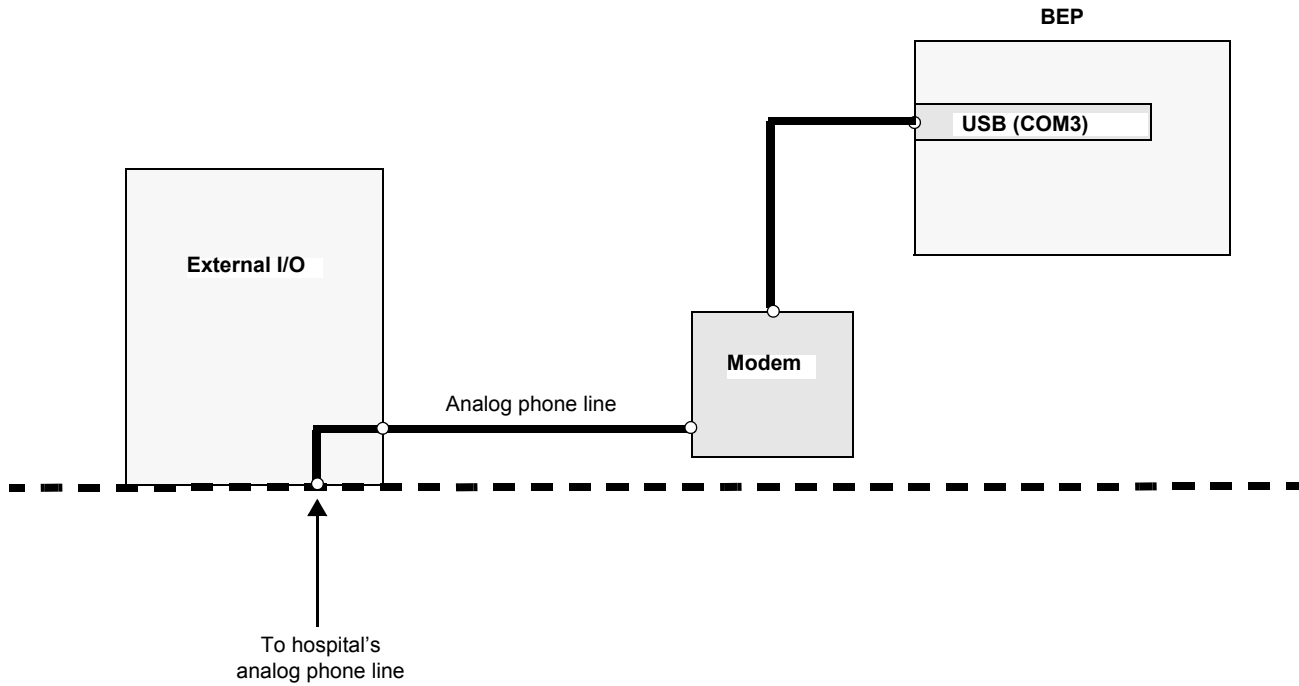 BEP
USB (COM3)
External I/O
Modem
Analog phone line
To hospital’s
analog phone line